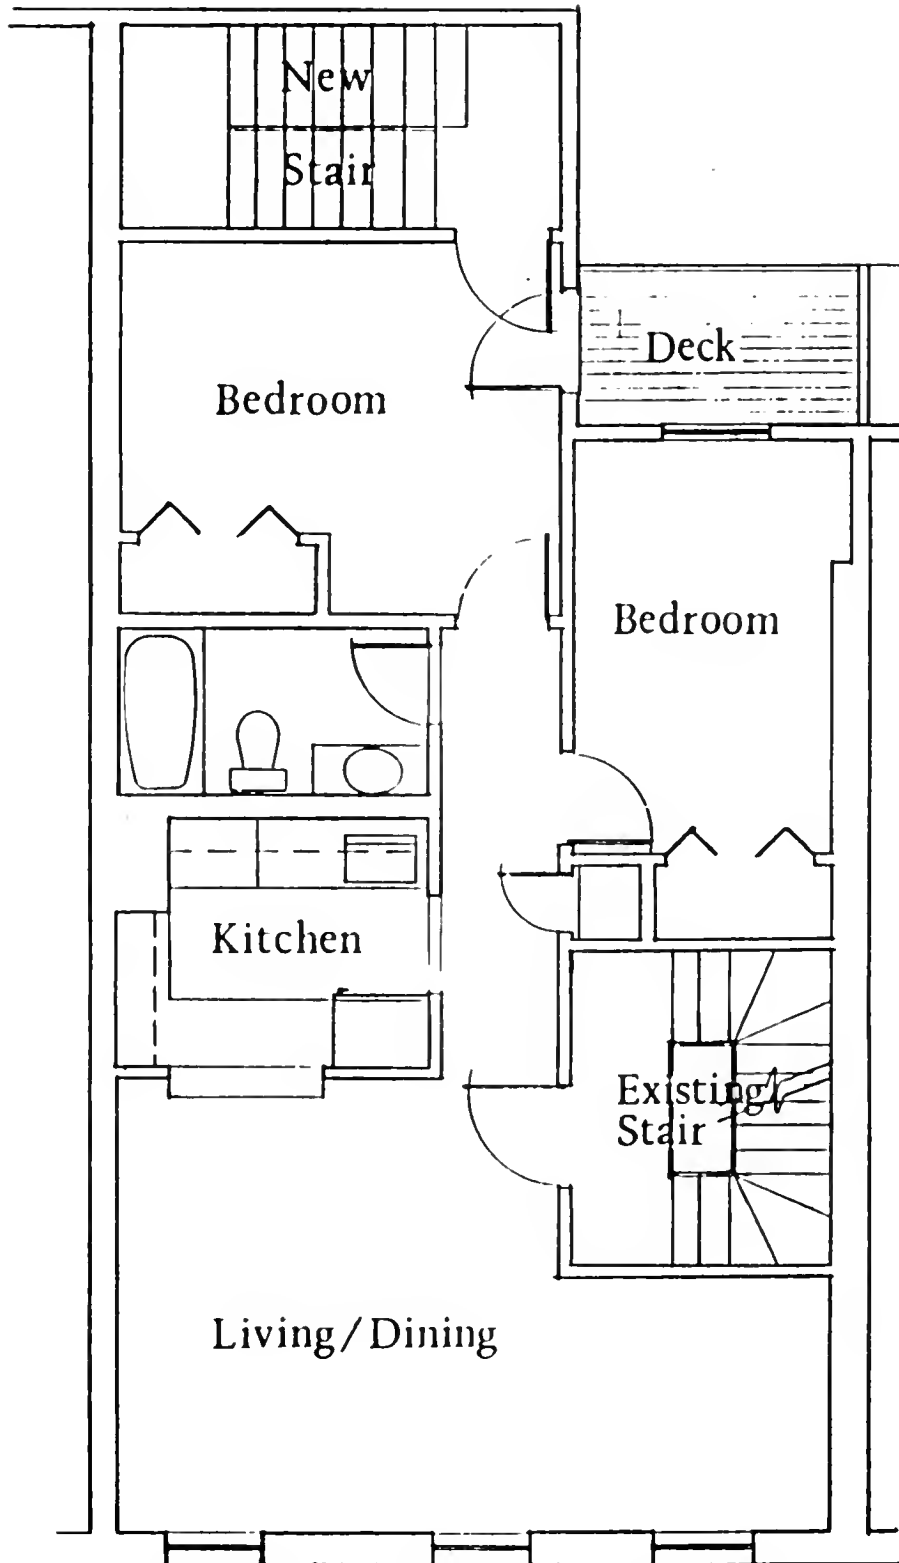 New
Stair
Deck
Bedroom
Bedroom
Kitchen
Existing
Stair
Living/Dining